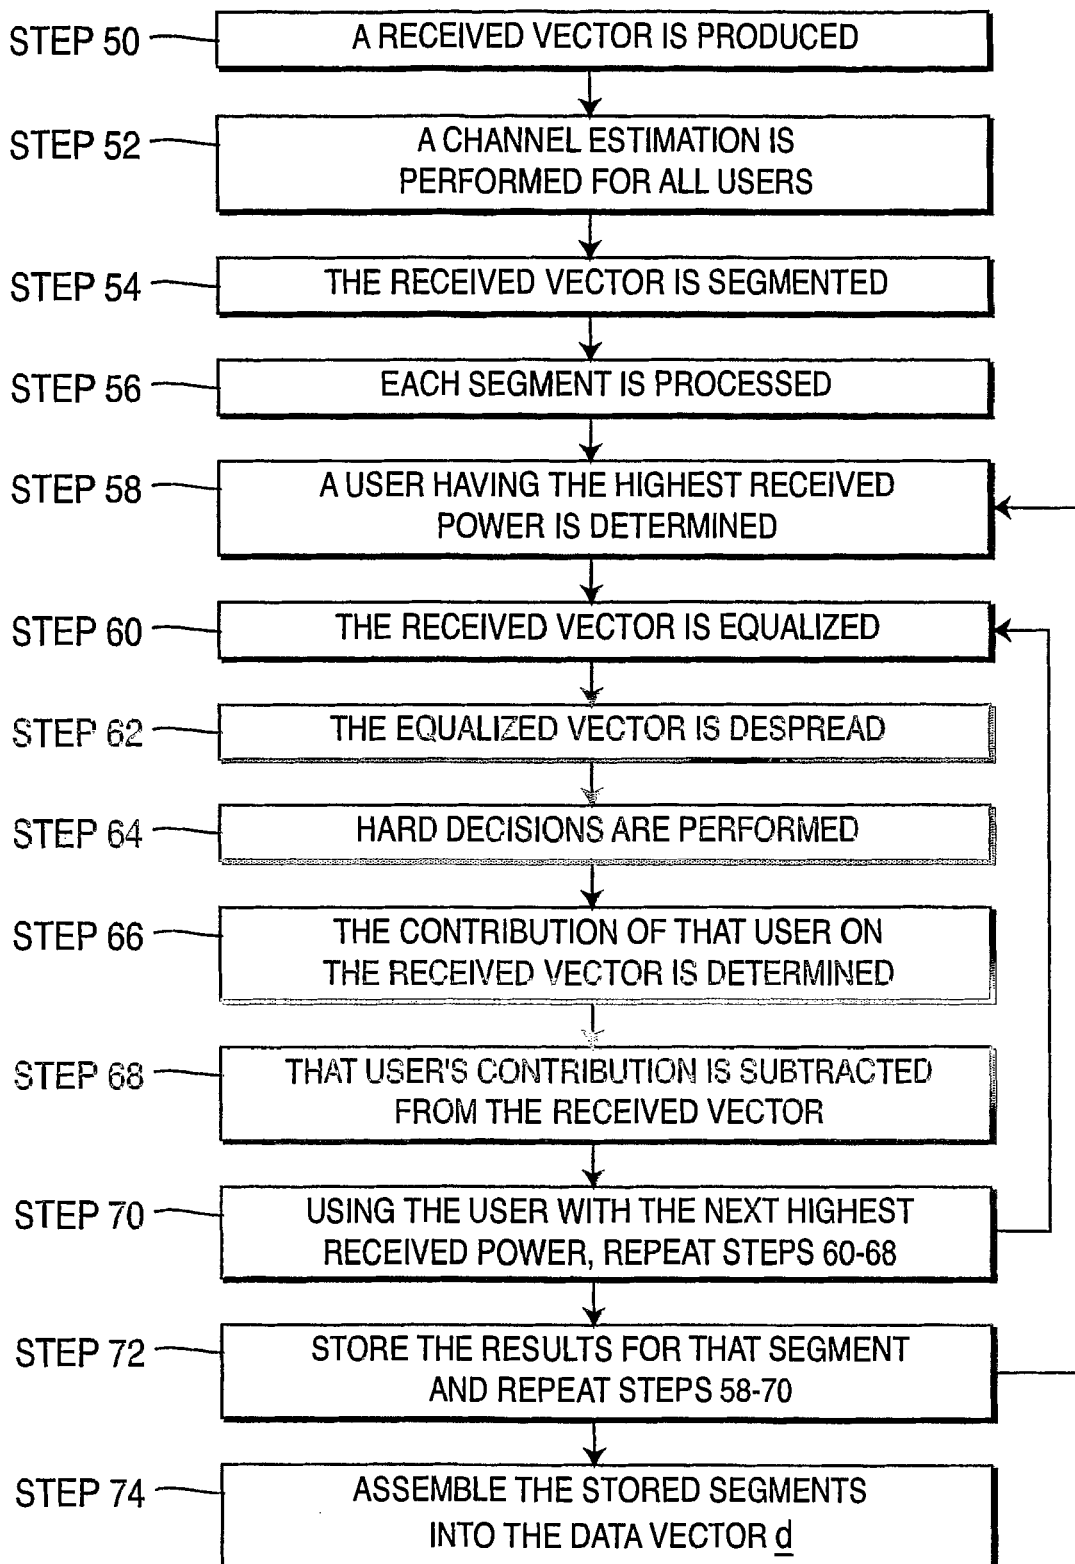 STEP 50
A RECEIVED VECTOR IS PRODUCED
STEP 52
A CHANNEL ESTIMATION IS
PERFORMED FOR ALL USERS
STEP 54
THE RECEIVED VECTOR IS SEGMENTED
STEP 56
EACH SEGMENT IS PROCESSED
STEP 58
A USER HAVING THE HIGHEST RECEIVED
POWER IS DETERMINED
STEP 60
THE RECEIVED VECTOR IS EQUALIZED
STEP 62
THE EQUALIZED VECTOR IS DESPREAD
STEP 64
HARD DECISIONS ARE PERFORMED
STEP 66
THE CONTRIBUTION OF THAT USER ON
THE RECEIVED VECTOR IS DETERMINED
STEP 68
THAT USER'S CONTRIBUTION IS SUBTRACTED
FROM THE RECEIVED VECTOR
STEP 70
USING THE USER WITH THE NEXT HIGHEST
RECEIVED POWER, REPEAT STEPS 60-68
STEP 72
STORE THE RESULTS FOR THAT SEGMENT
AND REPEAT STEPS 58-70
STEP 74
ASSEMBLE THE STORED SEGMENTS
INTO THE DATA VECTOR d